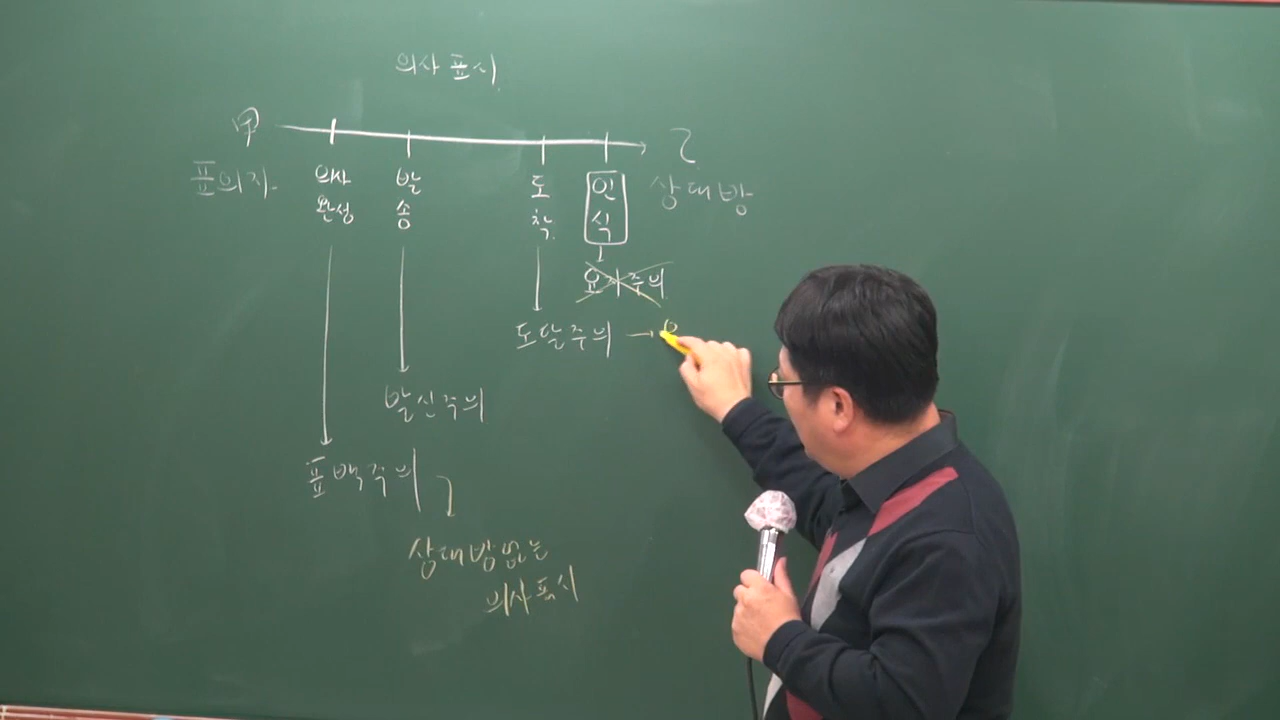 의사표시
甲 乙
표의자 의사 발 도 인 상대방
완성 송 착 식
요지주의
도달주의 →
발신주의
표백주의
상대방없는
의사표시